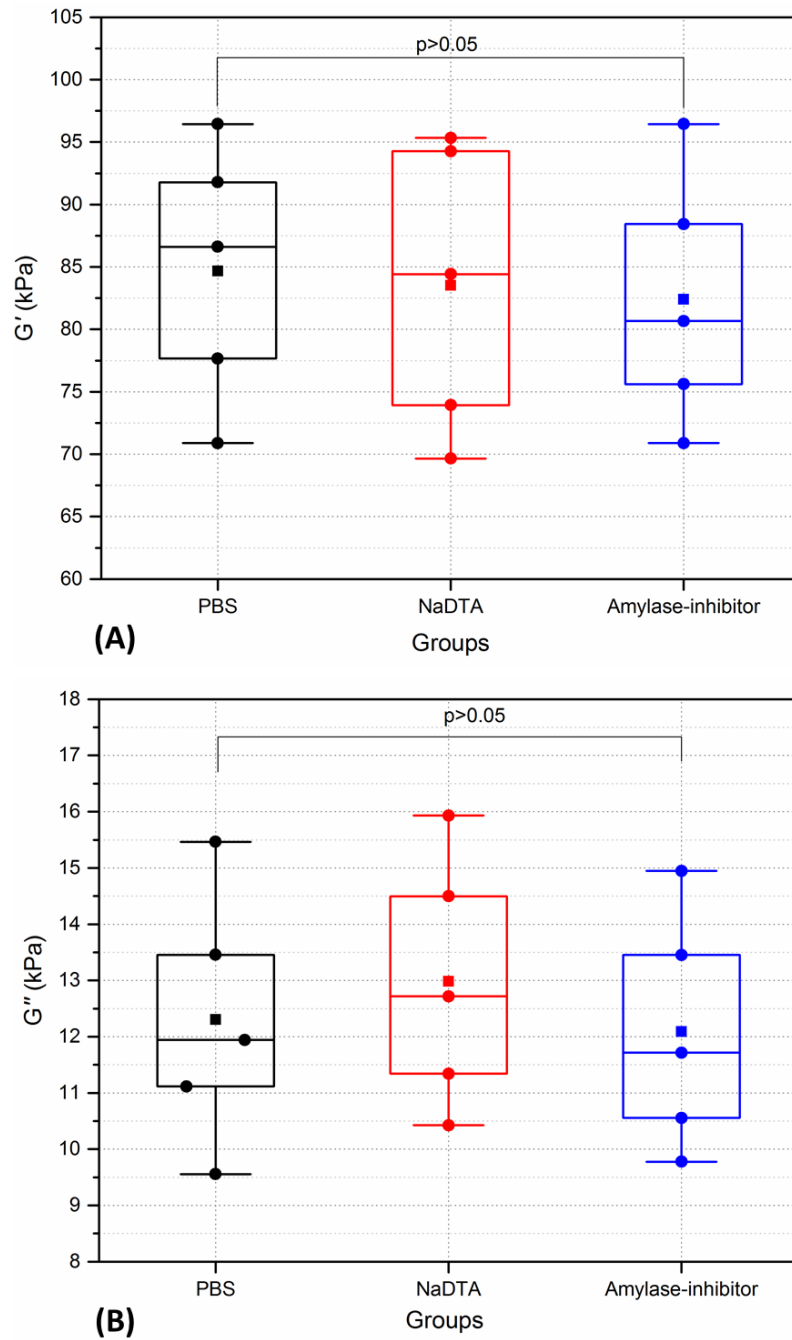 105
100
95
90
85
80
75
70
65
60
G′ (kPa)
p>0.05
PBS
NaDTA
Amylase-inhibitor
(A)
Groups
18
17
16
15
14
13
12
11
10
9
8
G″ (kPa)
p>0.05
PBS
NaDTA
Amylase-inhibitor
(B)
Groups